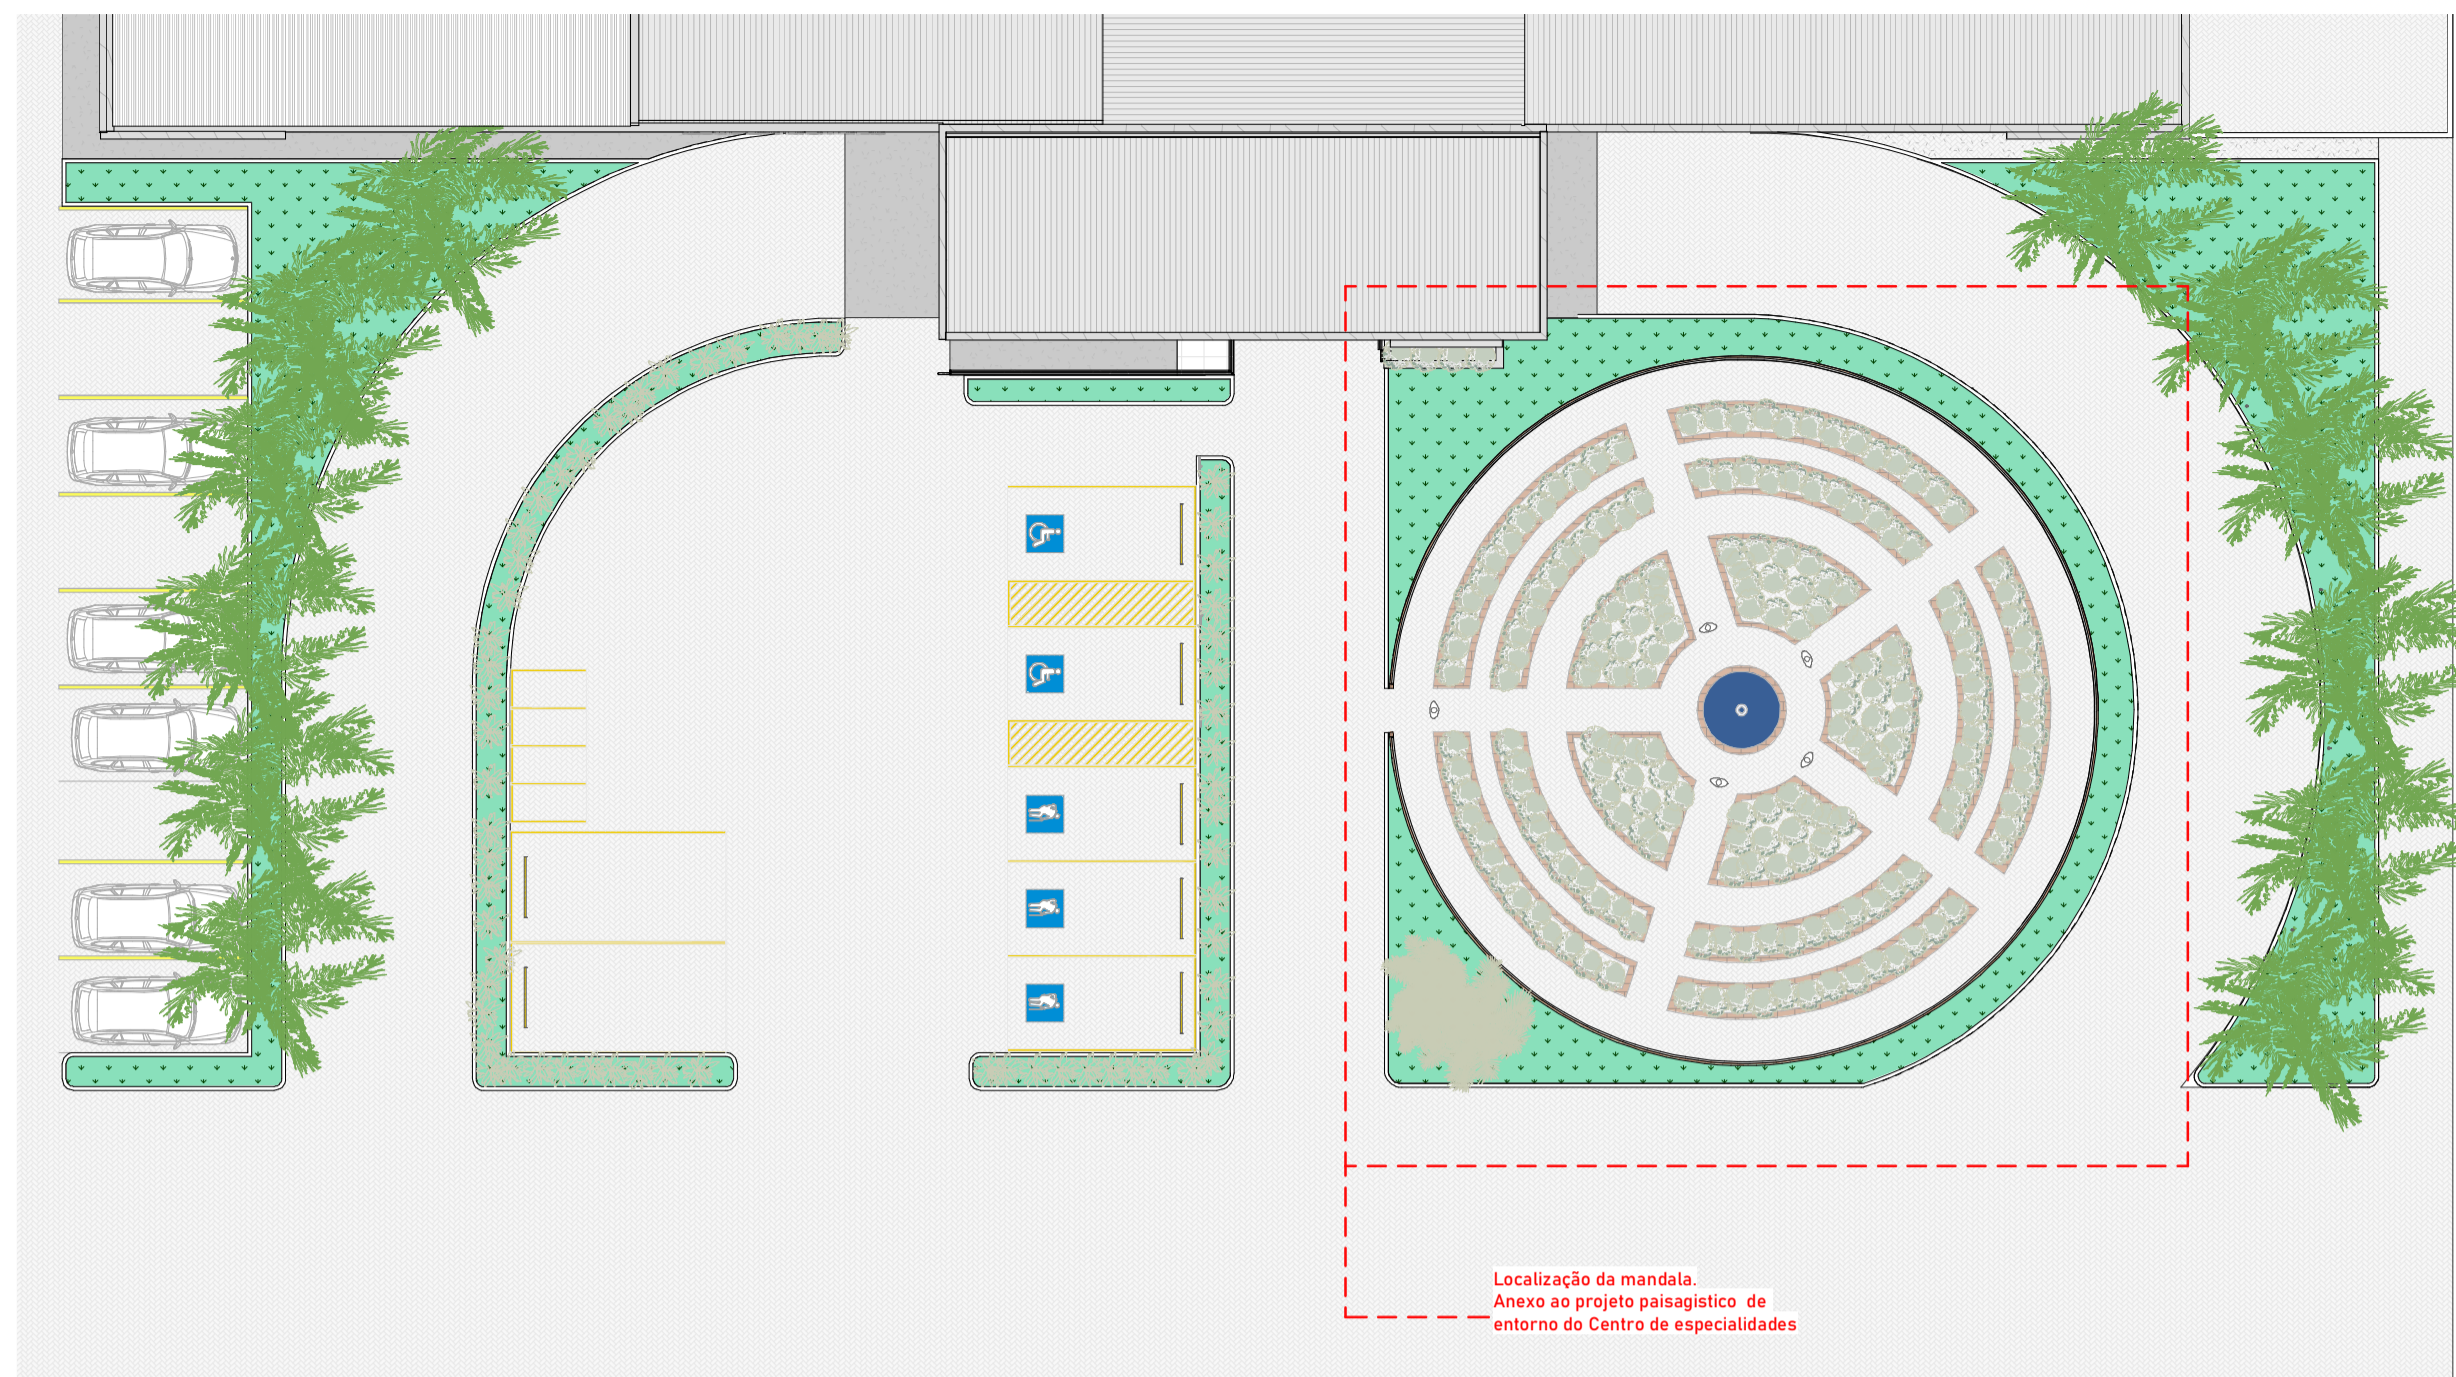 Localização da mandala.
Anexo ao projeto paisagistico de
entorno do Centro de especialidades